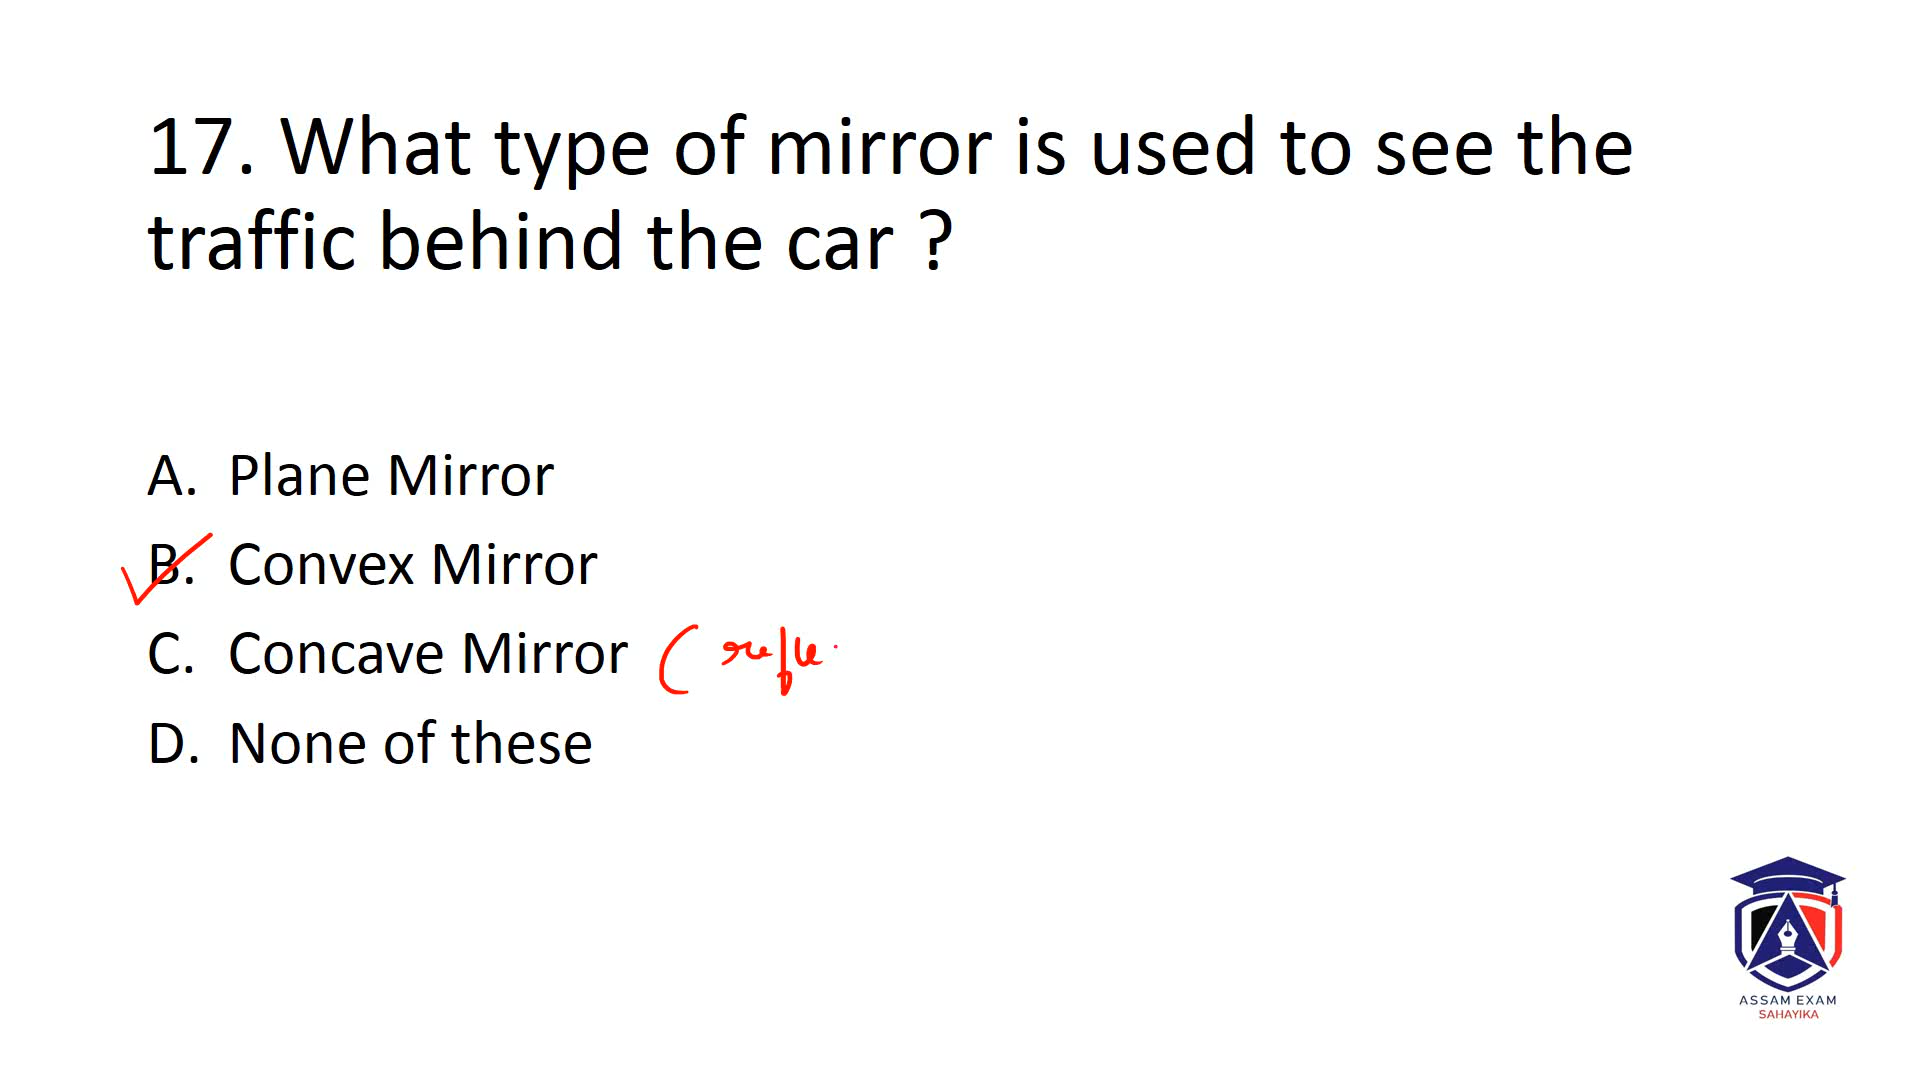 17. What type of mirror is used to see the
traffic behind the car ?
A. Plane Mirror
B. Convex Mirror
C. Concave Mirror (
D. None of these
ASSAM EXAM
SAHAYIKA